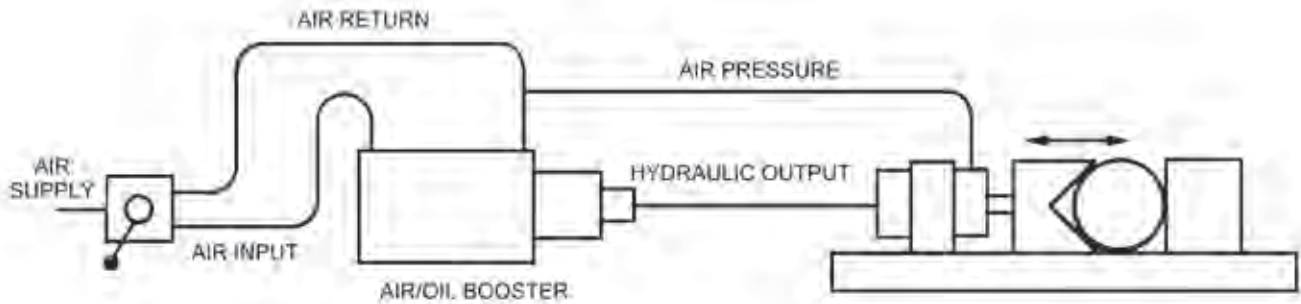 AIR RETURN
AIR PRESSURE
AIR
SUPPLY
HYDRAULIC OUTPUT
AIR INPUT
AIR/OIL BOOSTER